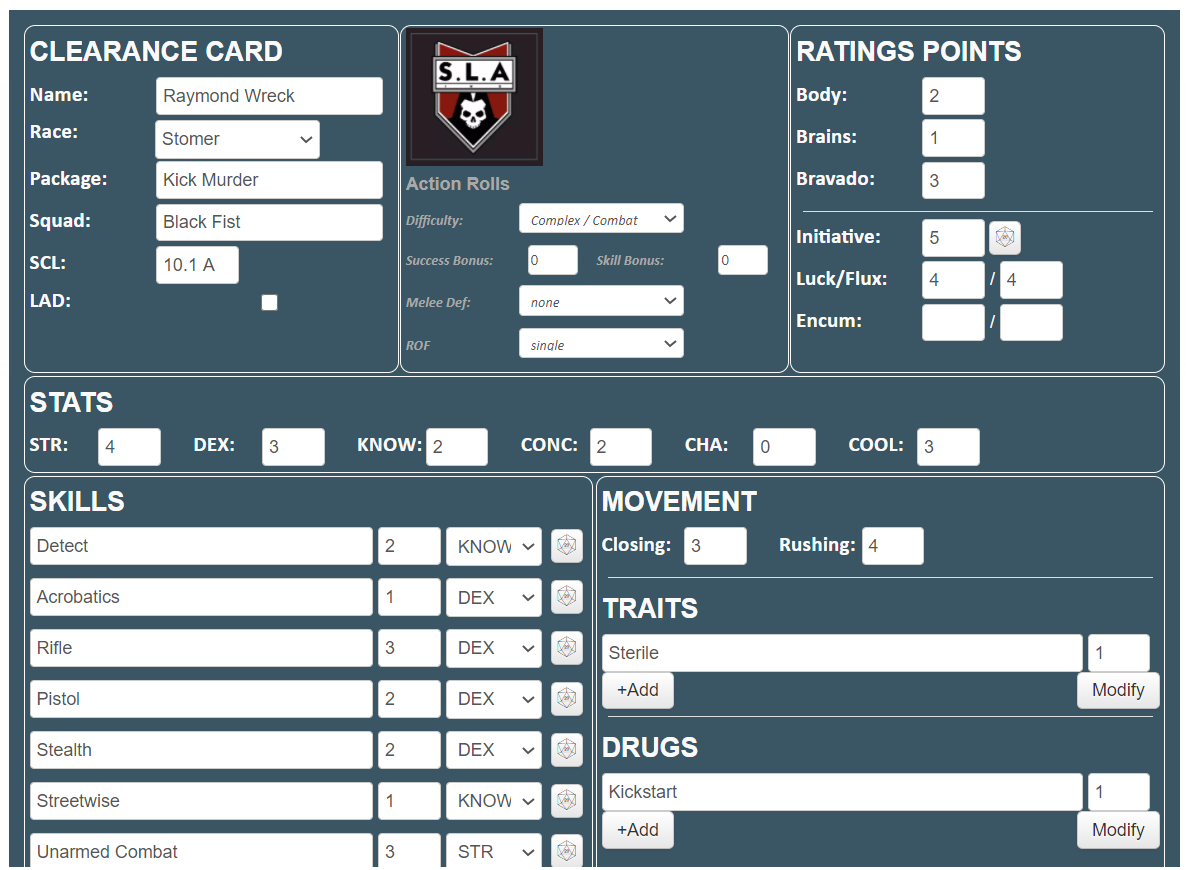 CLEARANCE CARD
Name: Raymond Wreck
Race: Stomer
Package: Kick Murder
Squad: Black Fist
SCL: 10.1 A
LAD:
S.L.A
Action Rolls
Difficulty: Complex / Combat
Success Bonus: 0 Skill Bonus: 0
Melee Def: none
ROF single
RATINGS POINTS
Body: 2
Brains: 1
Bravado: 3
Initiative: 5
Luck/Flux: 4 / 4
Encum: /
STATS
STR: 4 DEX: 3 KNOW: 2 CONC: 2 CHA: 0 COOL: 3
SKILLS
Detect 2 KNOW
Acrobatics 1 DEX
Rifle 3 DEX
Pistol 2 DEX
Stealth 2 DEX
Streetwise 1 KNOW
Unarmed Combat 3 STR
MOVEMENT
Closing: 3 Rushing: 4
TRAITS
Sterile 1
+Add Modify
DRUGS
Kickstart 1
+Add Modify